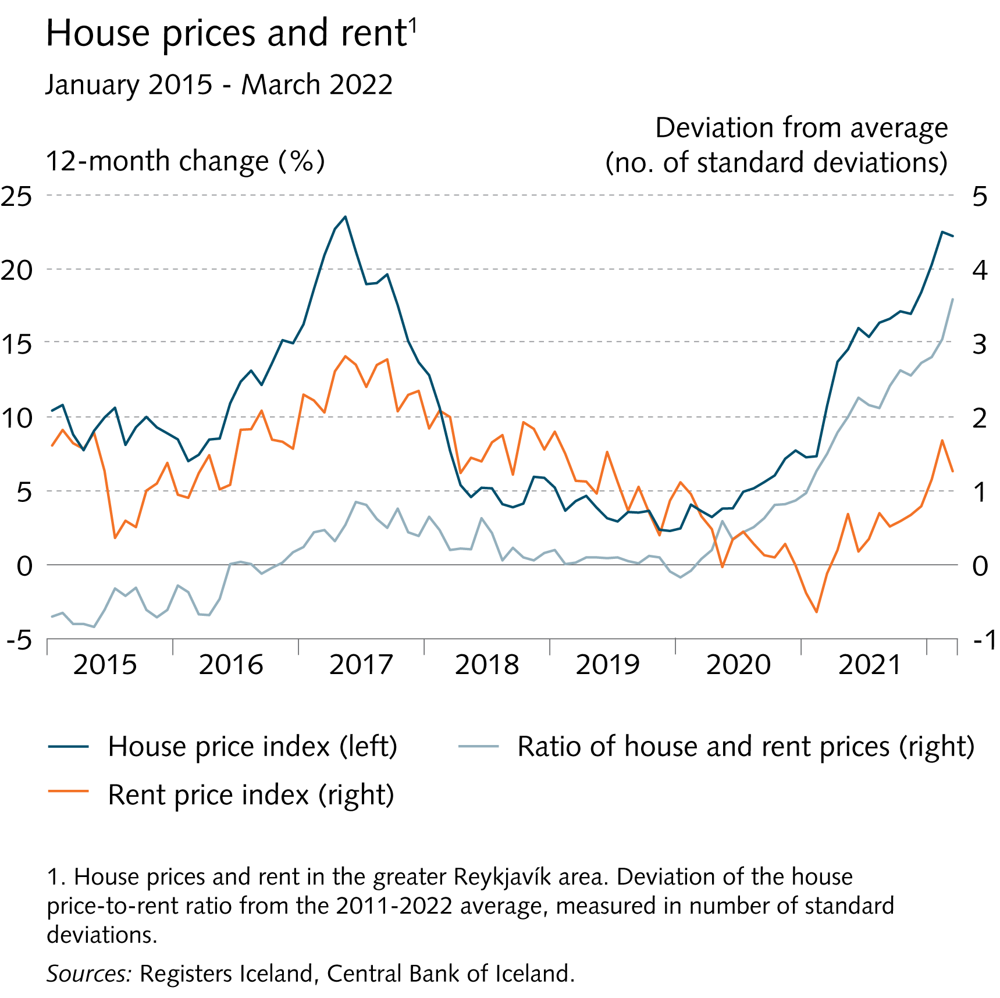 House prices and rent¹
January 2015 - March 2022
Deviation from average
12-month change (%)
(no. of standard deviations)
25 5
20 4
15 3
10 2
5 1
0 0
-5 -1
2015 2016 2017 2018 2019 2020 2021
House price index (left) Ratio of house and rent prices (right)
Rent price index (right)
1. House prices and rent in the greater Reykjavík area. Deviation of the house
price-to-rent ratio from the 2011-2022 average, measured in number of standard
deviations.
Sources: Registers Iceland, Central Bank of Iceland.